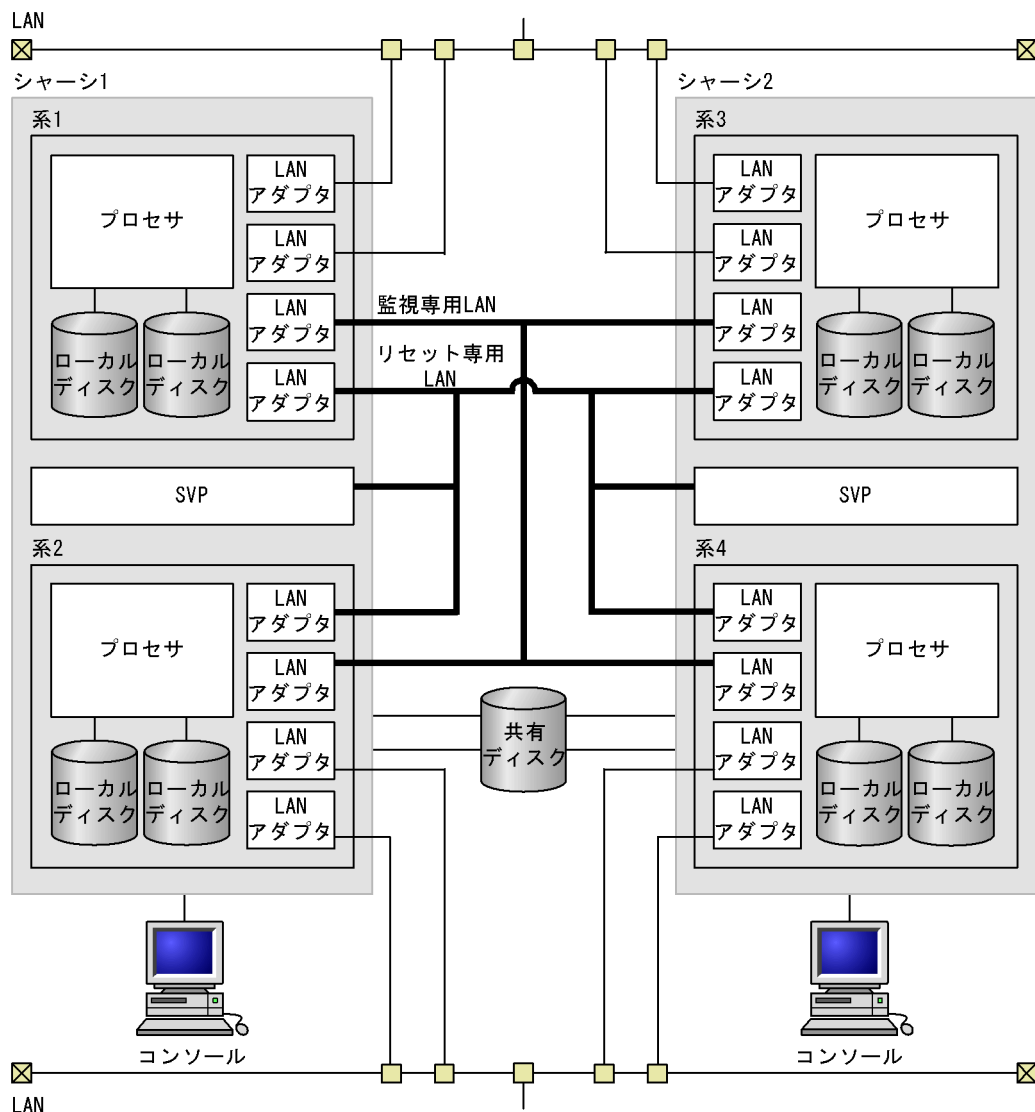 LAN
シャーシ1
シャーシ2
系1
プロセサ
ローカル
ディスク
ローカル
ディスク
LAN
アダプタ
LAN
アダプタ
LAN
アダプタ
LAN
アダプタ
監視専用LAN
リセット専用
LAN
系3
LAN
アダプタ
LAN
アダプタ
LAN
アダプタ
LAN
アダプタ
プロセサ
ローカル
ディスク
ローカル
ディスク
SVP
SVP
系2
プロセサ
ローカル
ディスク
ローカル
ディスク
LAN
アダプタ
LAN
アダプタ
LAN
アダプタ
LAN
アダプタ
共有
ディスク
系4
LAN
アダプタ
LAN
アダプタ
LAN
アダプタ
LAN
アダプタ
プロセサ
ローカル
ディスク
ローカル
ディスク
コンソール
コンソール
LAN